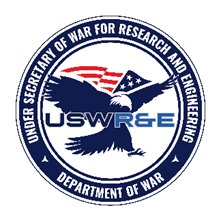 UNDER SECRETARY OF WAR FOR RESEARCH AND ENGINEERING
USWR&E
DEPARTMENT OF WAR